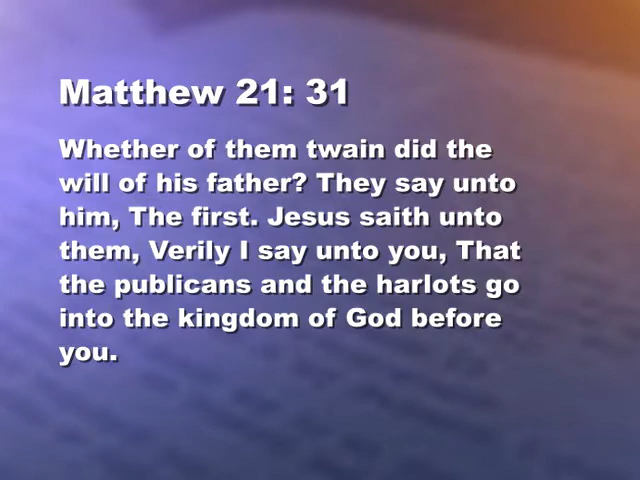 Matthew 21: 31
Whether of them twain did the
will of his father? They say unto
him, The first. Jesus saith unto
them, Verily I say unto you, That
the publicans and the harlots go
into the kingdom of God before
you.